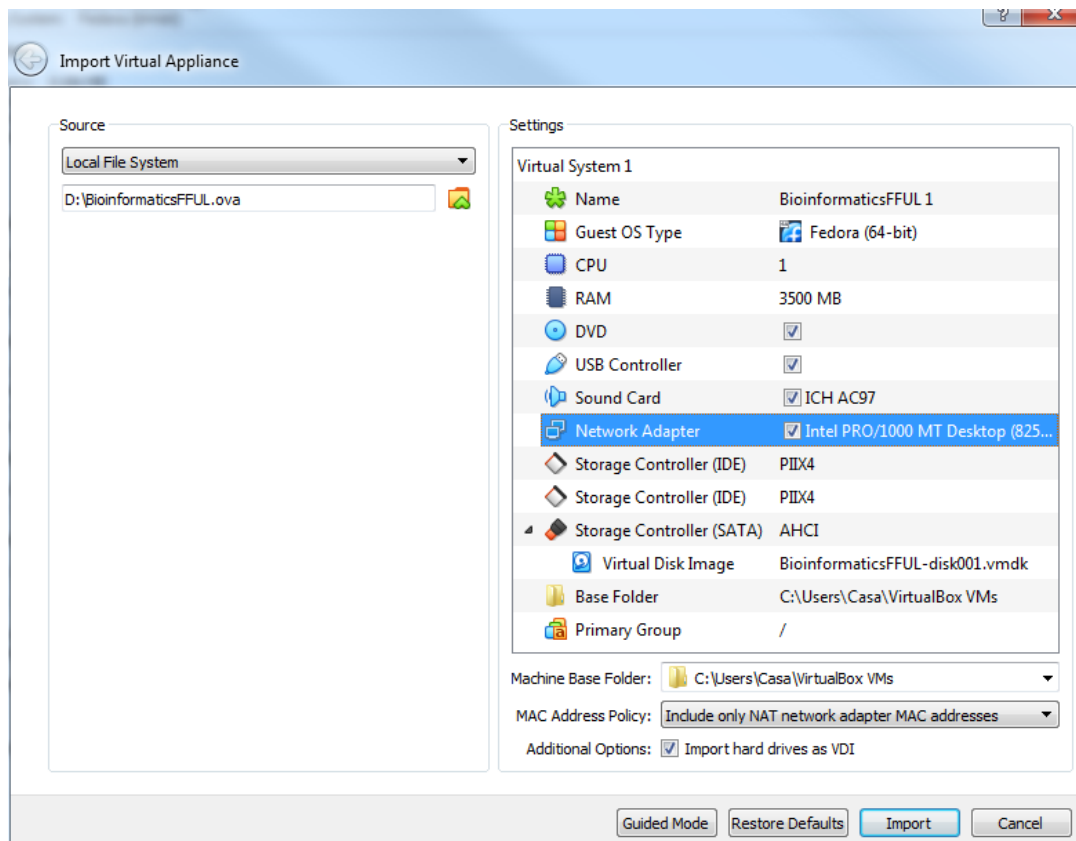 Import Virtual Appliance
Source
Local File System
D:\BioinformaticsFFUL.ova
Settings
Virtual System 1
Name BioinformaticsFFUL 1
Guest OS Type Fedora (64-bit)
CPU 1
RAM 3500 MB
DVD
USB Controller
Sound Card ICH AC97
Network Adapter Intel PRO/1000 MT Desktop (825...
Storage Controller (IDE) PIIX4
Storage Controller (IDE) PIIX4
Storage Controller (SATA) AHCI
Virtual Disk Image BioinformaticsFFUL-disk001.vmdk
Base Folder C:\Users\Casa\VirtualBox VMs
Primary Group /
Machine Base Folder: C:\Users\Casa\VirtualBox VMs
MAC Address Policy: Include only NAT network adapter MAC addresses
Additional Options: Import hard drives as VDI
Guided Mode Restore Defaults Import Cancel